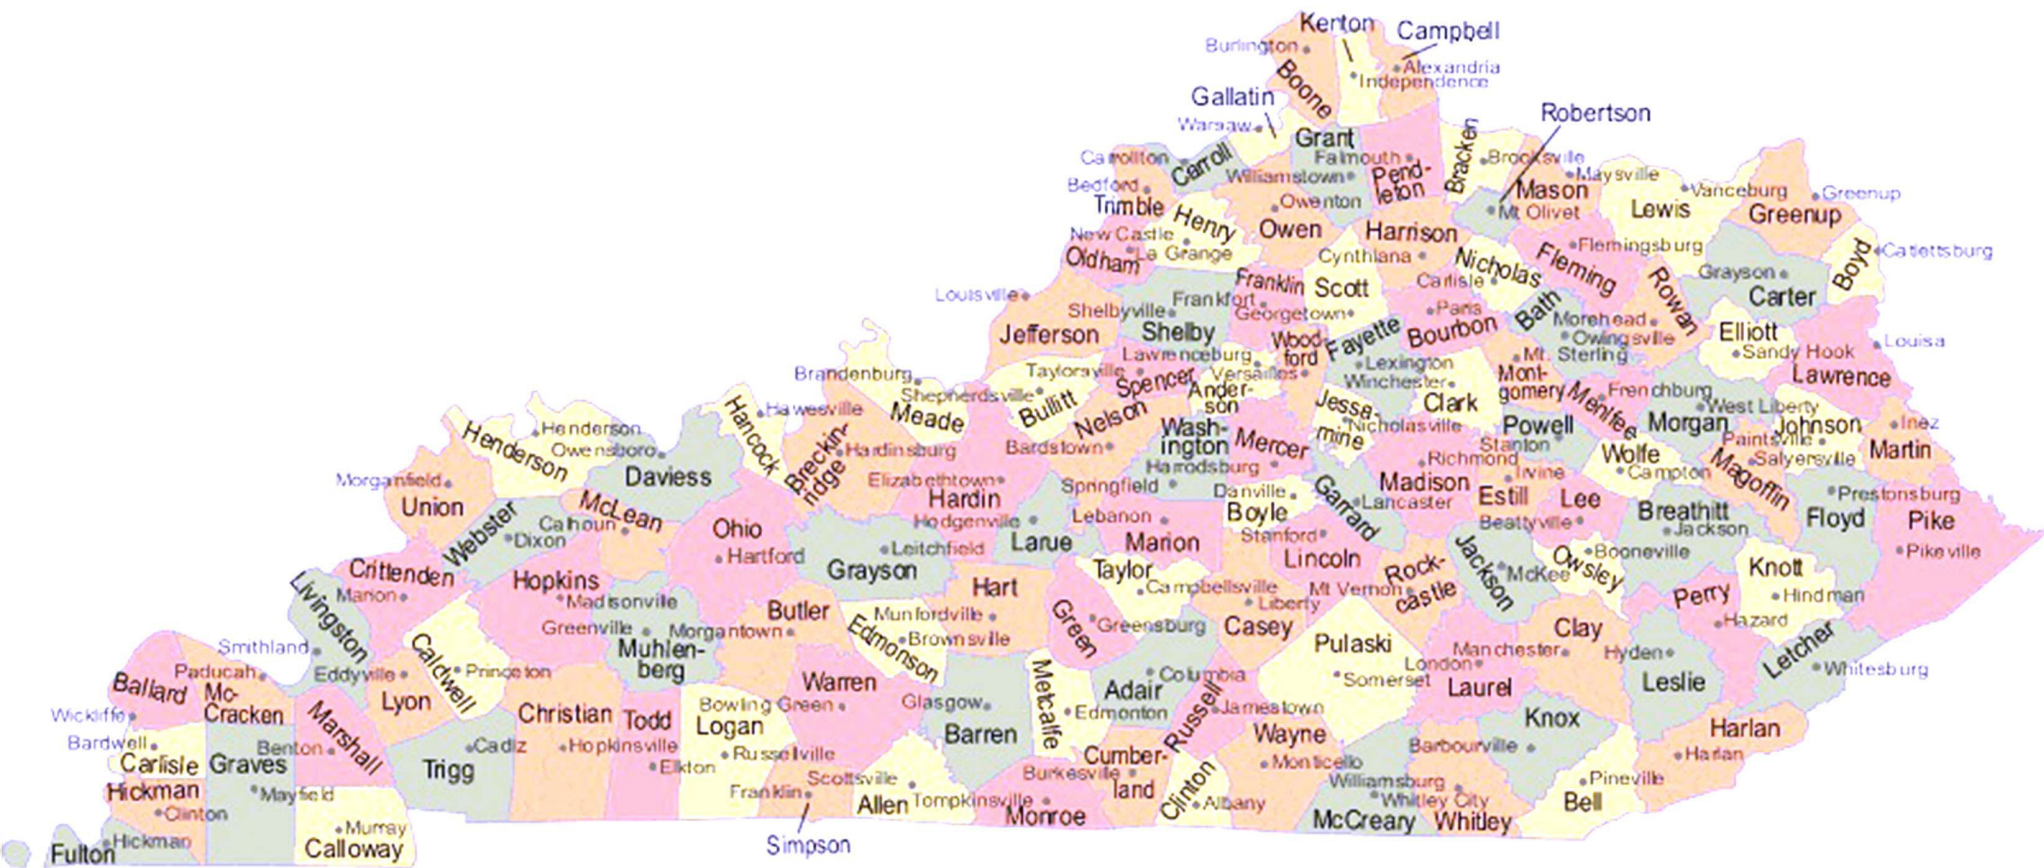 Kenton
Campbell
Burlington
Boone
Alexandria
Independence
Gallatin
Robertson
Warsaw
Grant
Bracken
Carrollton
Carroll
Falmouth
Brooksville
Williamstown
Pend-
leton
Maysville
Mason
Vanceburg
Greenup
Bedford
Trimble
Owenton
Mt Olivet
Lewis
Greenup
Henry
Owen
Harrison
New Castle
La Grange
Oldham
Cynthiana
Nicholas
Flemingsburg
Fleming
Boyd
Catlettsburg
Franklin
Scott
Carlisle
Rowan
Grayson
Carter
Louisville
Shelbyville
Frankfort
Georgetown
Paris
Bath
Morehead
Jefferson
Shelby
Fayette
Bourbon
Owingsville
Elliott
Louisa
Wood-
ford
Lawrenceburg
Lexington
Mt. Sterling
Sandy Hook
Brandenburg
Taylorsville
Spencer
Versailles
Winchester
Mont-
gomery
Menifee
Frenchburg
Lawrence
Shepherdsville
Bullitt
Ander-
son
Jessa-
mine
Clark
West Liberty
Hancock
Hawesville
Meade
Nelson
Nicholasville
Powell
Morgan
Johnson
Inez
Henderson
Henderson
Owensboro
Breckin-
ridge
Hardinsburg
Bardstown
Wash-
ington
Mercer
Stanton
Wolfe
Paintsville
Martin
Daviess
Harrodsburg
Richmond
Campton
Magoffin
Salyersville
Morganfield
Union
Elizabethtown
Hardin
Springfield
Danville
Boyle
Garrard
Lancaster
Madison
Irvine
Estill
Lee
Prestonsburg
McLean
Calhoun
Webster
Dixon
Ohio
Hartford
Hodgenville
Larue
Lebanon
Marion
Stanford
Lincoln
Beattyville
Breathitt
Jackson
Floyd
Pike
Pikeville
Leitchfield
Grayson
Jackson
McKee
Owsley
Booneville
Crittenden
Marion
Hopkins
Madisonville
Hart
Taylor
Campbellsville
Liberty
Mt Vernon
Rock-
castle
Knott
Hindman
Livingston
Butler
Munfordville
Green
Greensburg
Casey
Perry
Hazard
Greenville
Morgantown
Edmonson
Brownsville
Pulaski
Clay
Smithland
Caldwell
Muhlen-
berg
Manchester
Hyden
Letcher
Paducah
Eddyville
Princeton
Warren
Metcalfe
Columbia
Adair
London
Somerset
Laurel
Leslie
Whitesburg
Ballard
Mc-
Cracken
Lyon
Glasgow
Edmonton
Russell
Wickliffe
Marshall
Christian
Todd
Bowling Green
Logan
Barren
Jamestown
Wayne
Knox
Harlan
Bardwell
Carlisle
Graves
Benton
Cadiz
Trigg
Hopkinsville
Elkton
Russellville
Cumber-
land
Monticello
Barbourville
Harlan
Scottsville
Burkesville
Clinton
Williamsburg
Pineville
Hickman
Clinton
Mayfield
Franklin
Allen
Tompkinsville
Monroe
Albany
Whitley City
Bell
Murray
Calloway
Simpson
McCreary
Whitley
Hickman
Fulton